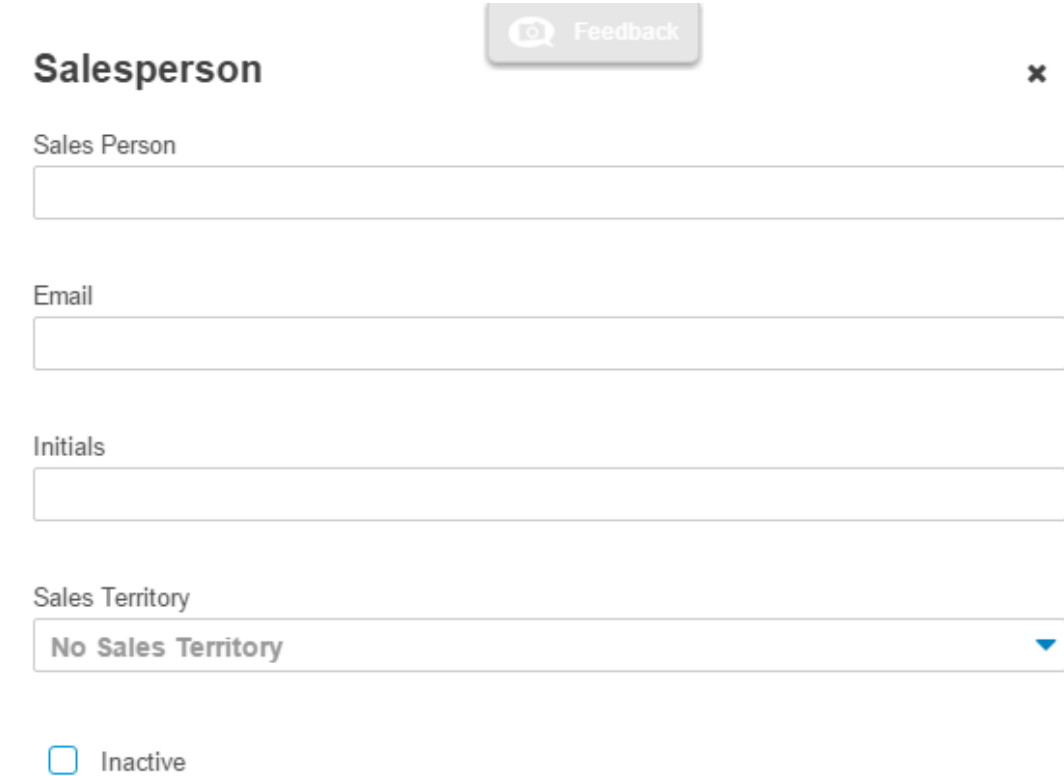 Feedback
Salesperson
Sales Person
Email
Initials
Sales Territory
No Sales Territory
Inactive